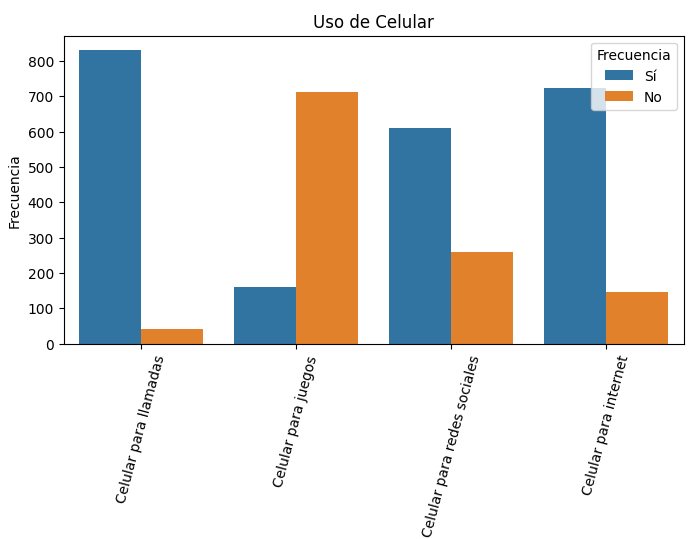 Uso de Celular
Frecuencia
Sí
No
Frecuencia
800
700
600
500
400
300
200
100
0
Celular para llamadas
Celular para juegos
Celular para redes sociales
Celular para internet